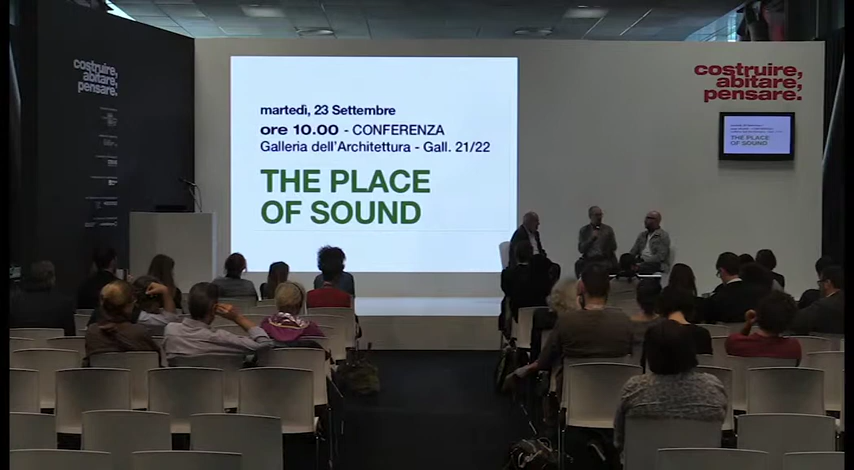 costruire,
abitare,
pensare.
martedì, 23 Settembre
ore 10.00 - CONFERENZA
Galleria dell'Architettura - Gall. 21/22
THE PLACE
OF SOUND
costruire,
abitare,
pensare.
THE PLACE
OF SOUND